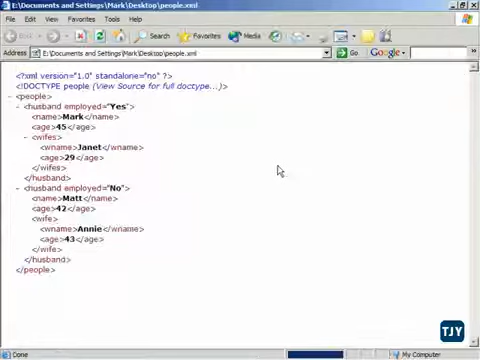 E:\Documents and Settings\Mark\Desktop\people.xml
File Edit View Favorites Tools Help
Back Search Favorites Media
Address E:\Documents and Settings\Mark\Desktop\people.xml Go Google
<?xml version="1.0" standalone="no" ?>
<!DOCTYPE people (View Source for full doctype...)>
- <people>
- <husband employed="Yes">
<name>Mark</name>
<age>45</age>
- <wifes>
<wname>Janet</wname>
<age>29</age>
</wifes>
</husband>
- <husband employed="No">
<name>Matt</name>
<age>42</age>
<wife>
<wname>Annie</wname>
<age>43</age>
</wife>
</husband>
</people>
TJY
Done My Computer